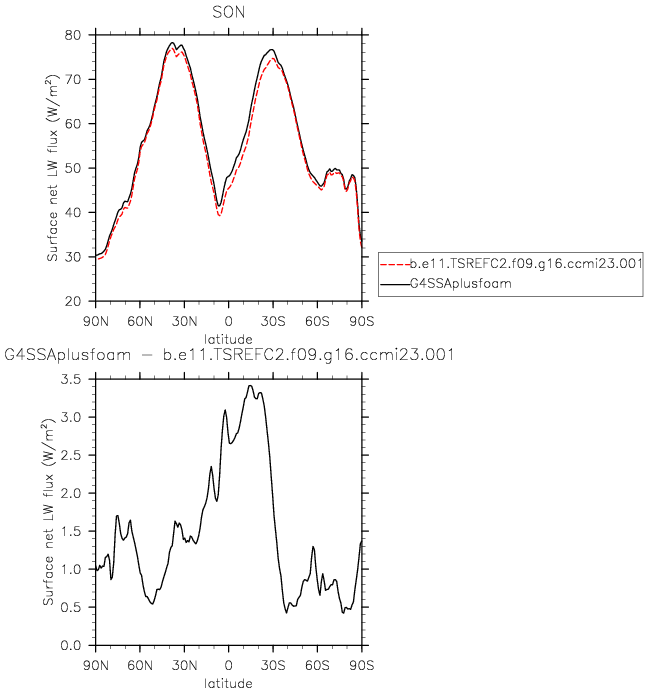 SON
80
70
60
50
40
30
20
Surface net LW flux (W/m²)
90N 60N 30N 0 30S 60S 90S
latitude
b.e11.TSREFC2.f09.g16.ccmi23.001
G4SSAplusfoam
G4SSAplusfoam − b.e11.TSREFC2.f09.g16.ccmi23.001
3.5
3.0
2.5
2.0
1.5
1.0
0.5
0.0
Surface net LW flux (W/m²)
90N 60N 30N 0 30S 60S 90S
latitude